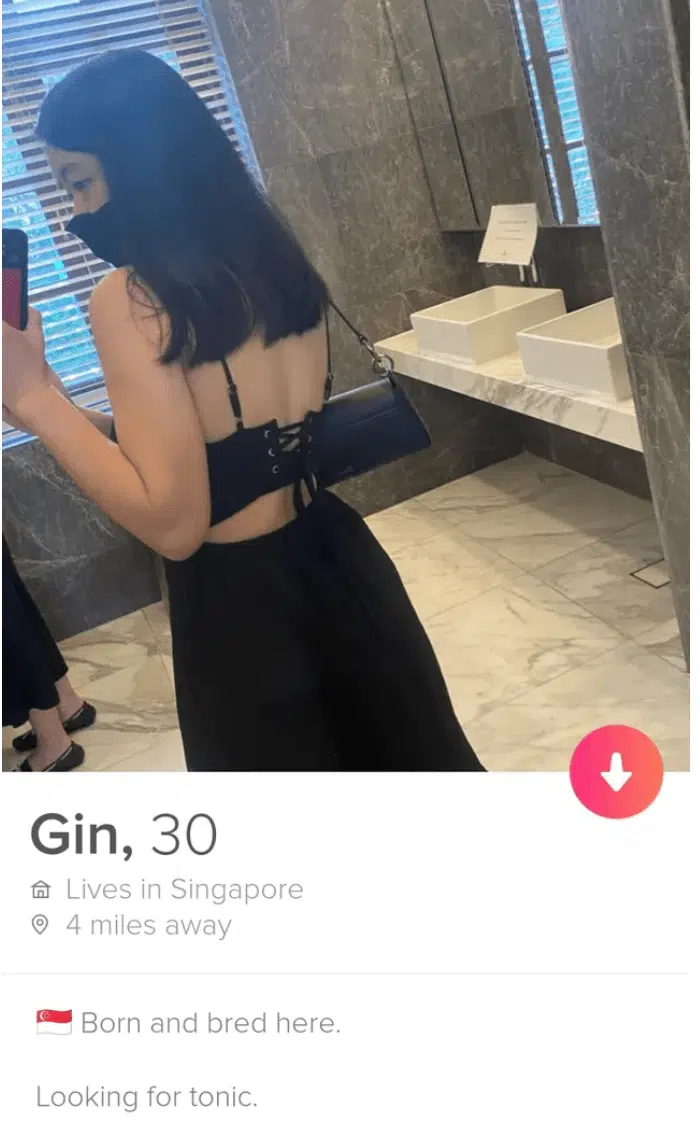 Gin, 30
Lives in Singapore
4 miles away
🇸🇬 Born and bred here.
Looking for tonic.